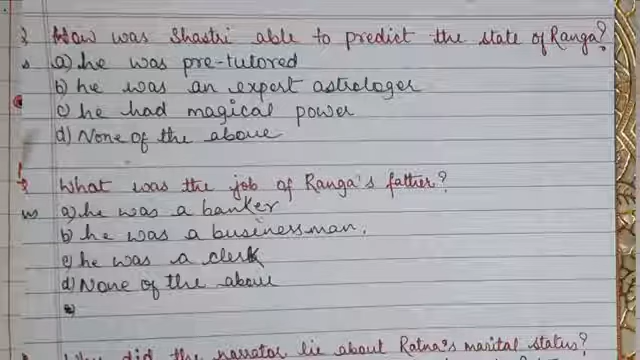 How was Shastri able to predict the state of Ranga?
a) he was pre-tutored
b) he was an expert astrologer
c) he had magical power
d) None of the above
What was the job of Ranga's father?
a) he was a banker
b) he was a businessman.
c) he was a clerk
d) None of the above
did the narrator lie about Ratna's marital status?